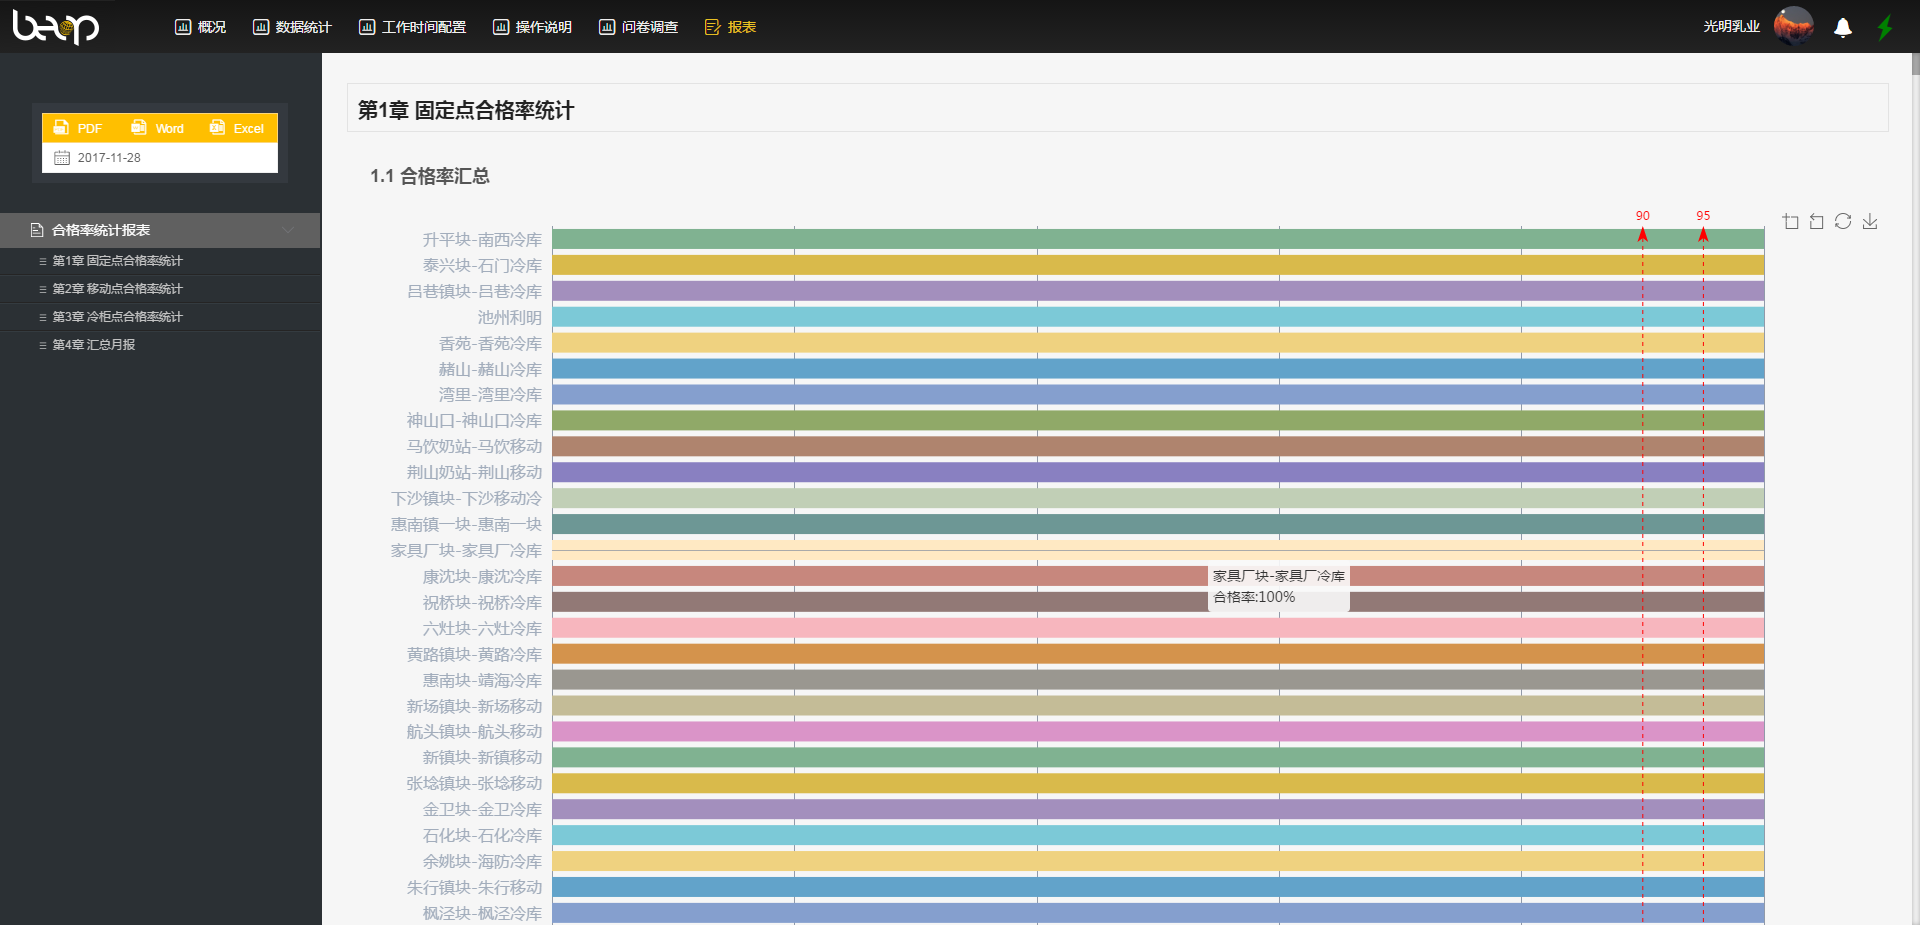 beop
概况
数据统计
工作时间配置
操作说明
问卷调查
报表
光明乳业
PDF
Word
Excel
2017-11-28
合格率统计报表
第1章 固定点合格率统计
第2章 移动点合格率统计
第3章 冷柜点合格率统计
第4章 汇总月报
第1章 固定点合格率统计
1.1 合格率汇总
90
95
升平块-南西冷库
泰兴块-石门冷库
吕巷镇块-吕巷冷库
池州利明
香苑-香苑冷库
赭山-赭山冷库
湾里-湾里冷库
神山口-神山口冷库
马饮奶站-马饮移动
荆山奶站-荆山移动
下沙镇块-下沙移动冷
惠南镇一块-惠南一块
家具厂块-家具厂冷库
康沈块-康沈冷库
家具厂块-家具厂冷库
合格率:100%
祝桥块-祝桥冷库
六灶块-六灶冷库
黄路镇块-黄路冷库
惠南块-靖海冷库
新场镇块-新场移动
航头镇块-航头移动
新镇块-新镇移动
张埝镇块-张埝移动
金卫块-金卫冷库
石化块-石化冷库
余姚块-海防冷库
朱行镇块-朱行移动
枫泾块-枫泾冷库